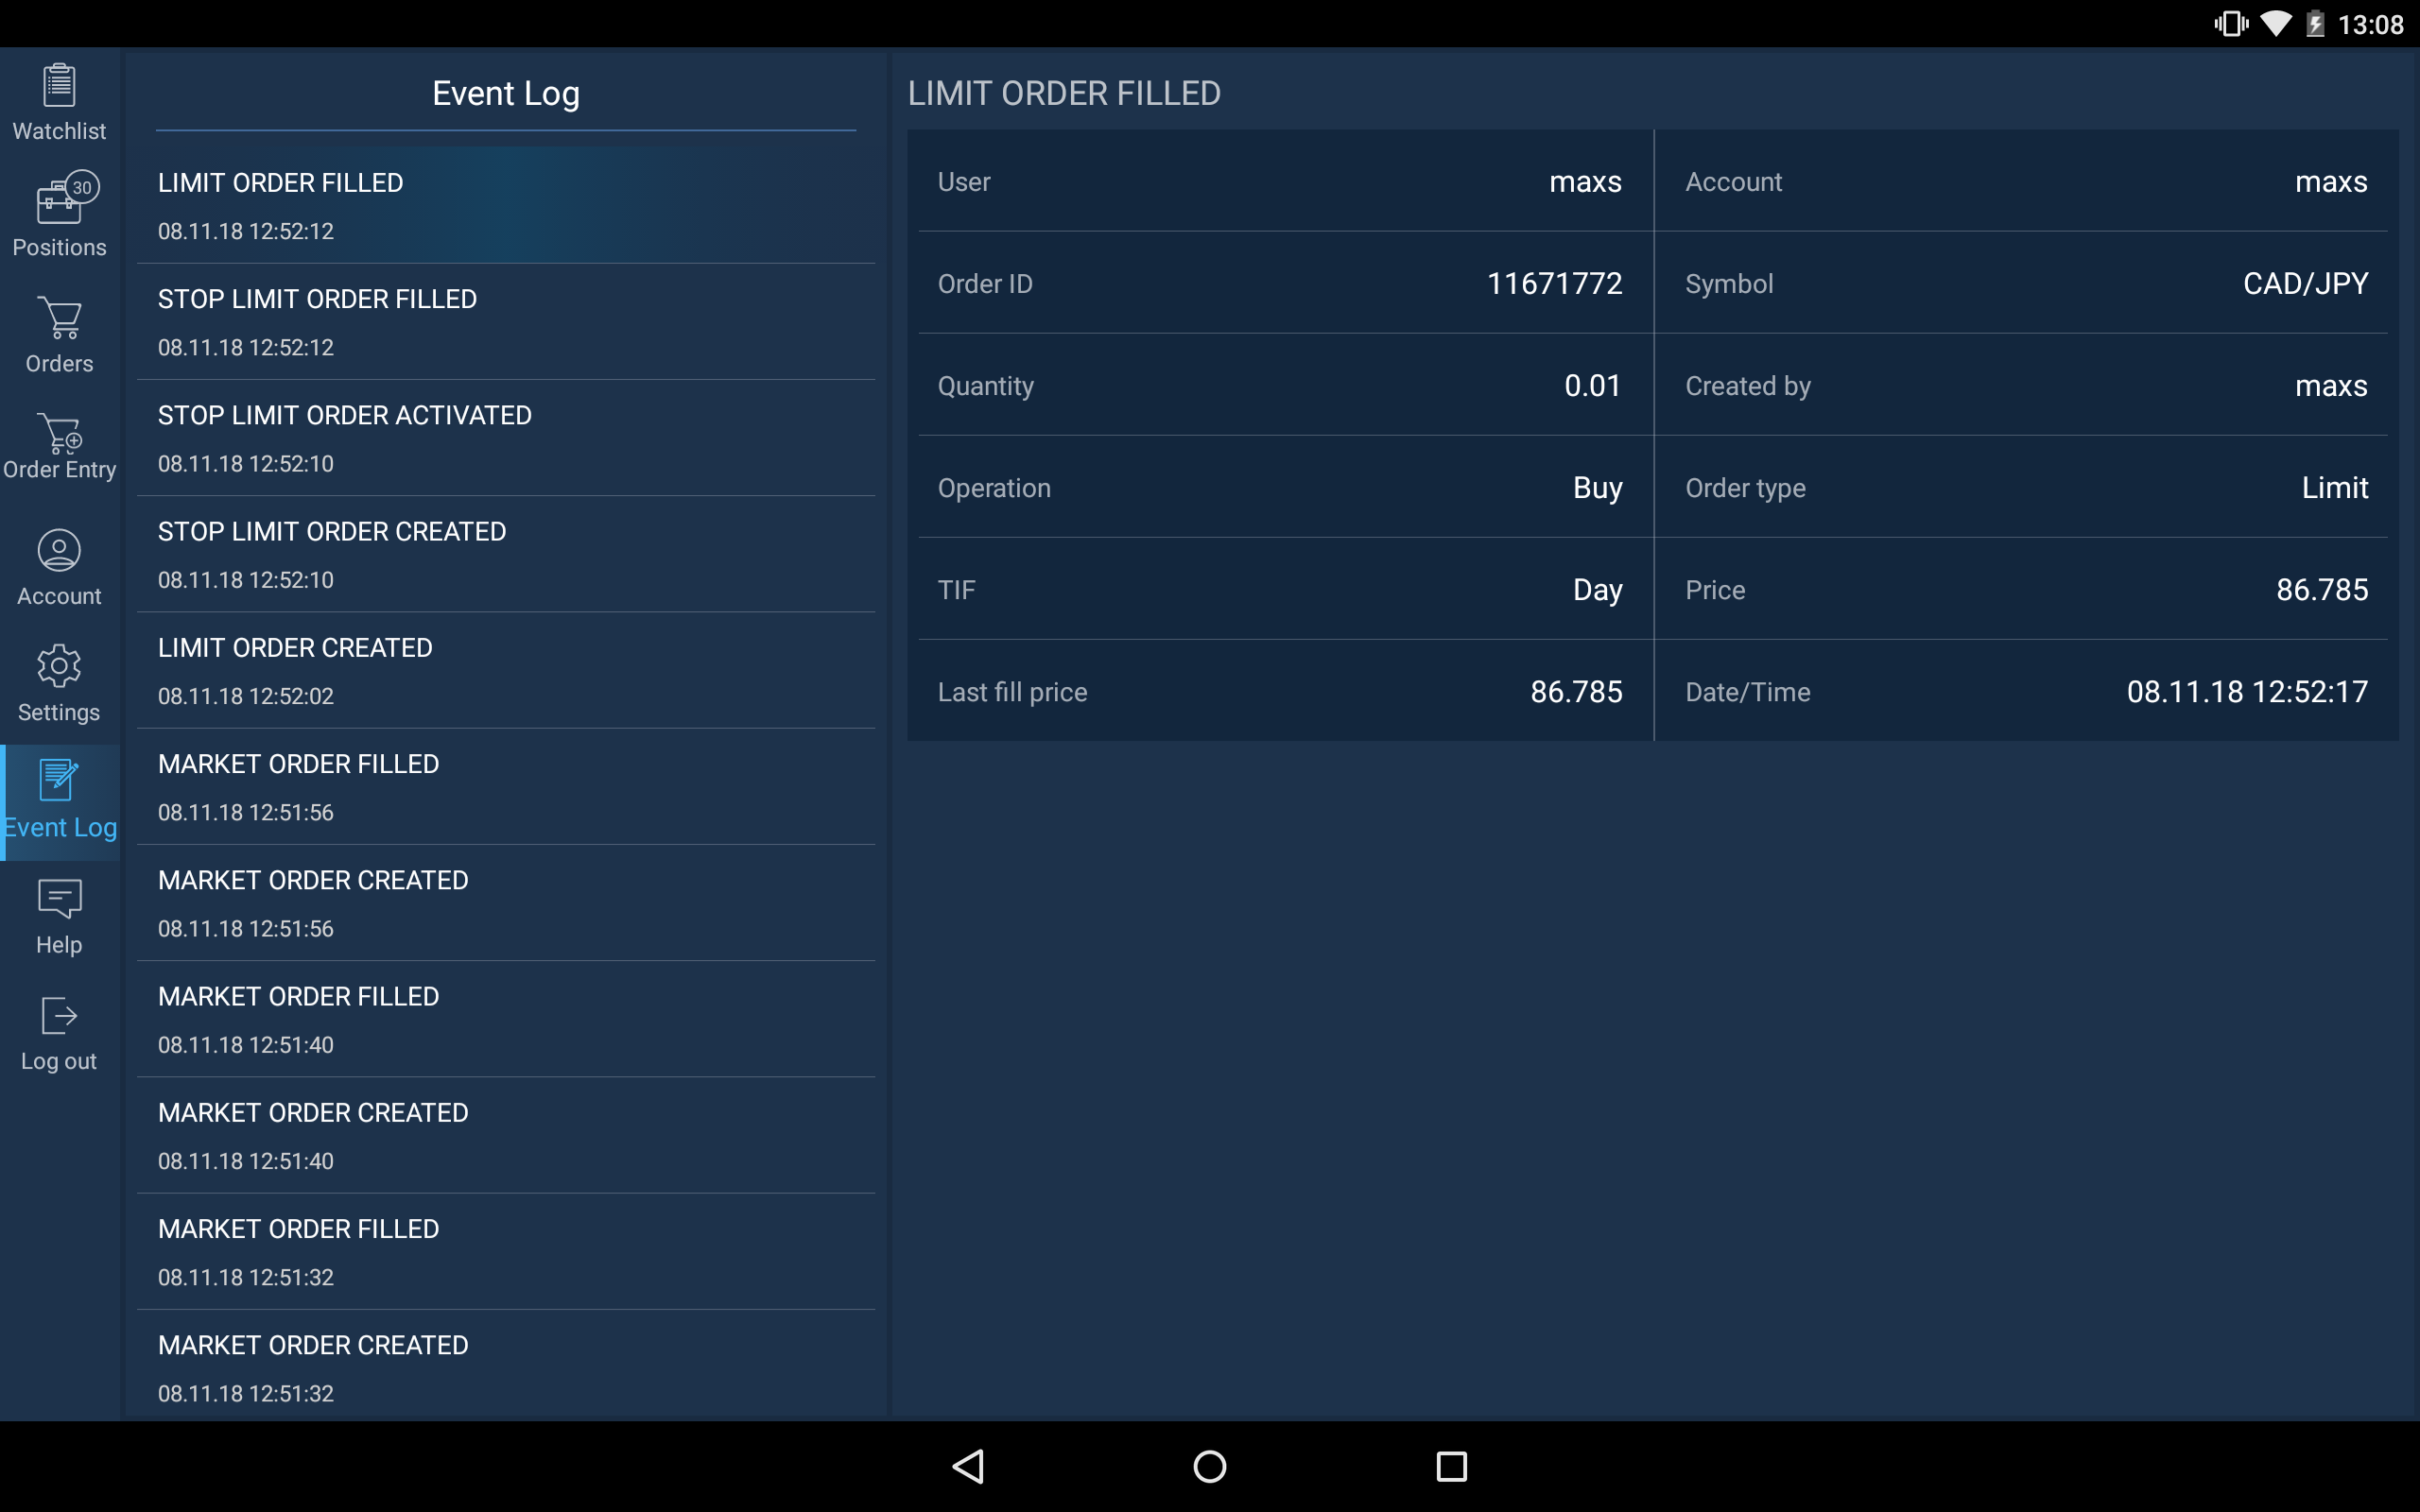 13:08
Watchlist
30
Positions
Orders
Order Entry
Account
Settings
Event Log
Help
Log out
Event Log
LIMIT ORDER FILLED
08.11.18 12:52:12
STOP LIMIT ORDER FILLED
08.11.18 12:52:12
STOP LIMIT ORDER ACTIVATED
08.11.18 12:52:10
STOP LIMIT ORDER CREATED
08.11.18 12:52:10
LIMIT ORDER CREATED
08.11.18 12:52:02
MARKET ORDER FILLED
08.11.18 12:51:56
MARKET ORDER CREATED
08.11.18 12:51:56
MARKET ORDER FILLED
08.11.18 12:51:40
MARKET ORDER CREATED
08.11.18 12:51:40
MARKET ORDER FILLED
08.11.18 12:51:32
MARKET ORDER CREATED
08.11.18 12:51:32
LIMIT ORDER FILLED
User maxs Account maxs
Order ID 11671772 Symbol CAD/JPY
Quantity 0.01 Created by maxs
Operation Buy Order type Limit
TIF Day Price 86.785
Last fill price 86.785 Date/Time 08.11.18 12:52:17